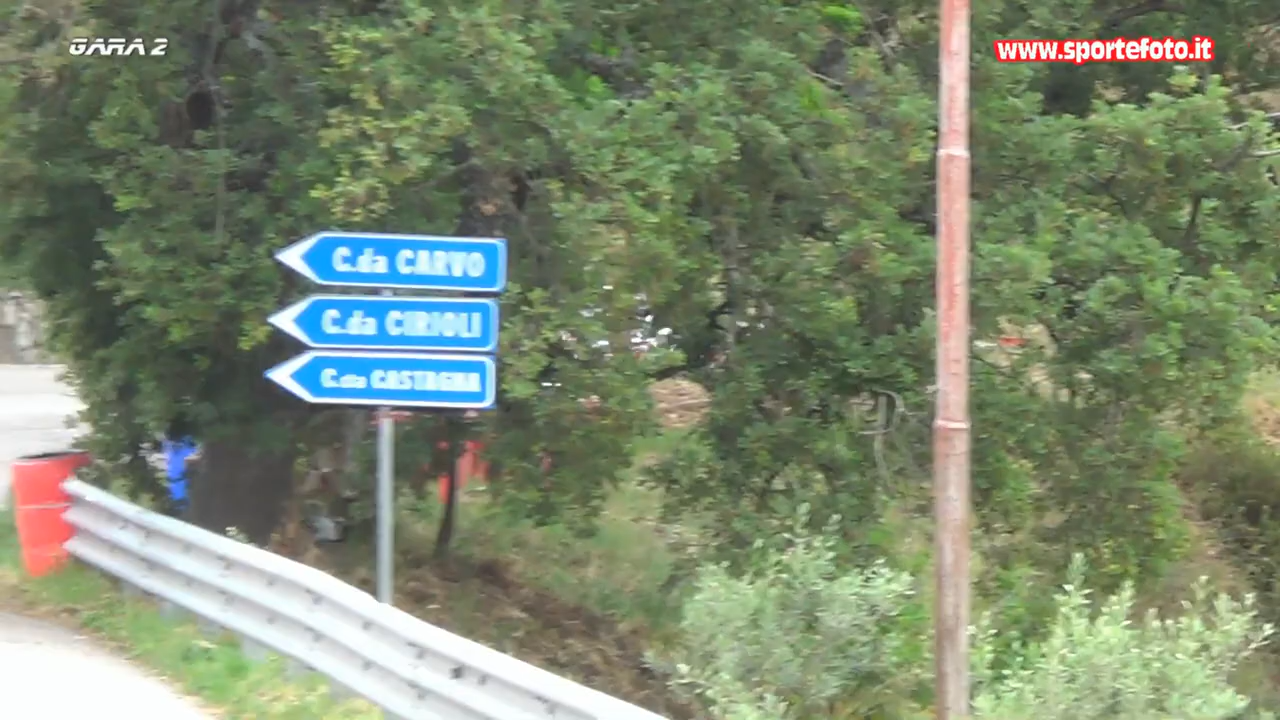 GARA 2
www.sportefoto.it
C.da CARVO
C.da CIRIOLI
C.da CASTAGNA